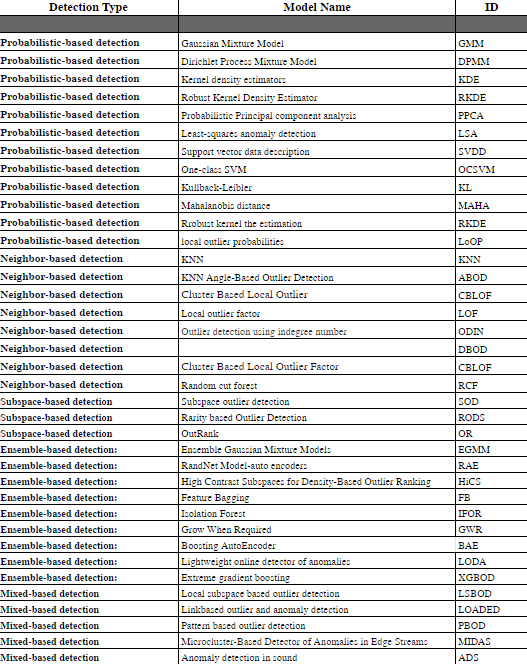 Detection Type Model Name ID
Probabilistic-based detection Gaussian Mixture Model GMM
Probabilistic-based detection Dirichlet Process Mixture Model DPMM
Probabilistic-based detection Kernel density estimators KDE
Probabilistic-based detection Robust Kernel Density Estimator RKDE
Probabilistic-based detection Probabilistic Principal component analysis PPCA
Probabilistic-based detection Least-squares anomaly detection LSA
Probabilistic-based detection Support vector data description SVDD
Probabilistic-based detection One-class SVM OCSVM
Probabilistic-based detection Kullback-Leibler KL
Probabilistic-based detection Mahalanobis distance MAHA
Probabilistic-based detection Rrobust kernel the estimation RKDE
Probabilistic-based detection local outlier probabilities LoOP
Neighbor-based detection KNN KNN
Neighbor-based detection KNN Angle-Based Outlier Detection ABOD
Neighbor-based detection Cluster Based Local Outlier CBLOF
Neighbor-based detection Local outlier factor LOF
Neighbor-based detection Outlier detection using indegree number ODIN
Neighbor-based detection DBOD
Neighbor-based detection Cluster Based Local Outlier Factor CBLOF
Neighbor-based detection Random cut forest RCF
Subspace-based detection Subspace outlier detection SOD
Subspace-based detection Rarity based Outlier Detection RODS
Subspace-based detection OutRank OR
Ensemble-based detection: Ensemble Gaussian Mixture Models EGMM
Ensemble-based detection: RandNet Model-auto encoders RAE
Ensemble-based detection: High Contrast Subspaces for Density-Based Outlier Ranking HiCS
Ensemble-based detection: Feature Bagging FB
Ensemble-based detection: Isolation Forest IFOR
Ensemble-based detection: Grow When Required GWR
Ensemble-based detection: Boosting AutoEncoder BAE
Ensemble-based detection: Lightweight online detector of anomalies LODA
Ensemble-based detection: Extreme gradient boosting XGBOD
Mixed-based detection Local subspace based outlier detection LSBOD
Mixed-based detection Linkbased outlier and anomaly detection LOADED
Mixed-based detection Pattern based outlier detection PBOD
Mixed-based detection Microcluster-Based Detector of Anomalies in Edge Streams MIDAS
Mixed-based detection Anomaly detection in sound ADS